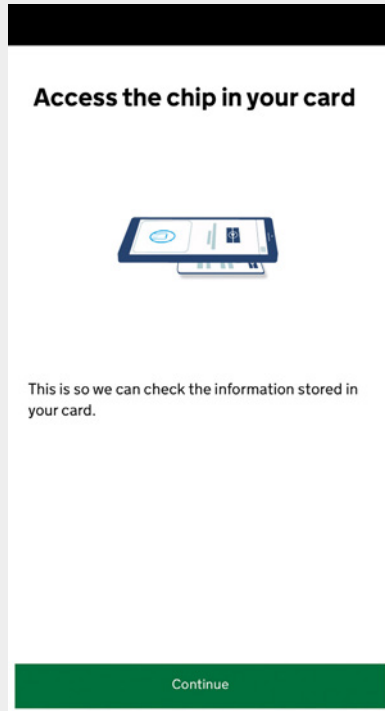 Access the chip in your card
This is so we can check the information stored in
your card.
Continue